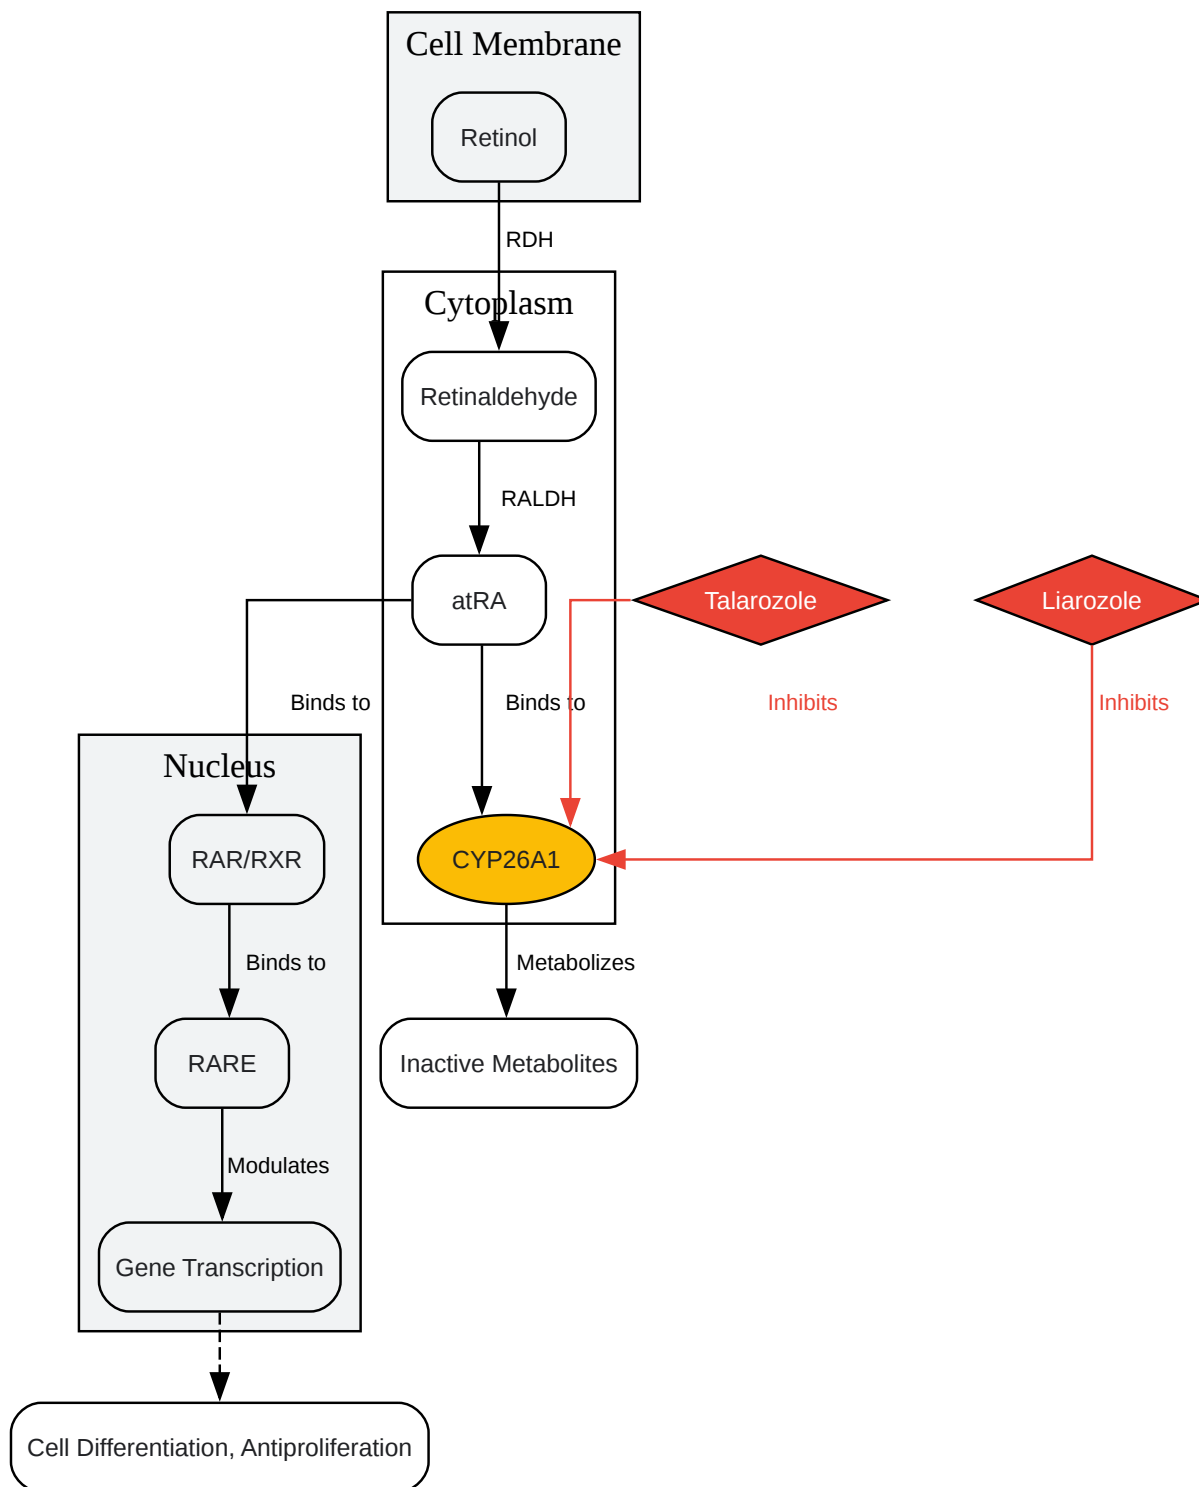 Cell Membrane
Retinol
RDH
Cytoplasm
Retinaldehyde
RALDH
atRA
Talarozole
Liarozole
Binds to
Binds to
Inhibits
Inhibits
Nucleus
RAR/RXR
CYP26A1
Binds to
Metabolizes
RARE
Inactive Metabolites
Modulates
Gene Transcription
Cell Differentiation, Antiproliferation